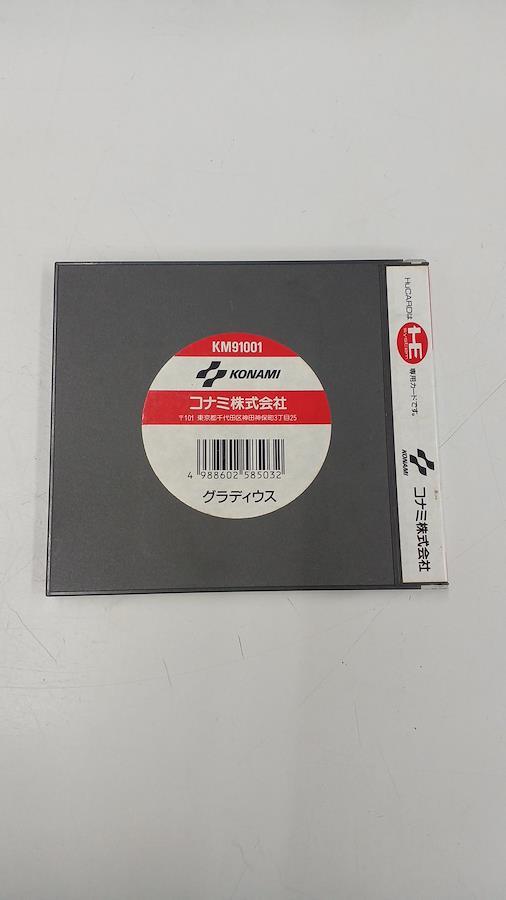 KM91001
KONAMI
コナミ株式会社
〒101 東京都千代田区神田神保町3丁目25
4 988602 585032
グラディウス
HuCARDは
HE
SYSTEM
専用カードです。
KONAMI
コナミ株式会社